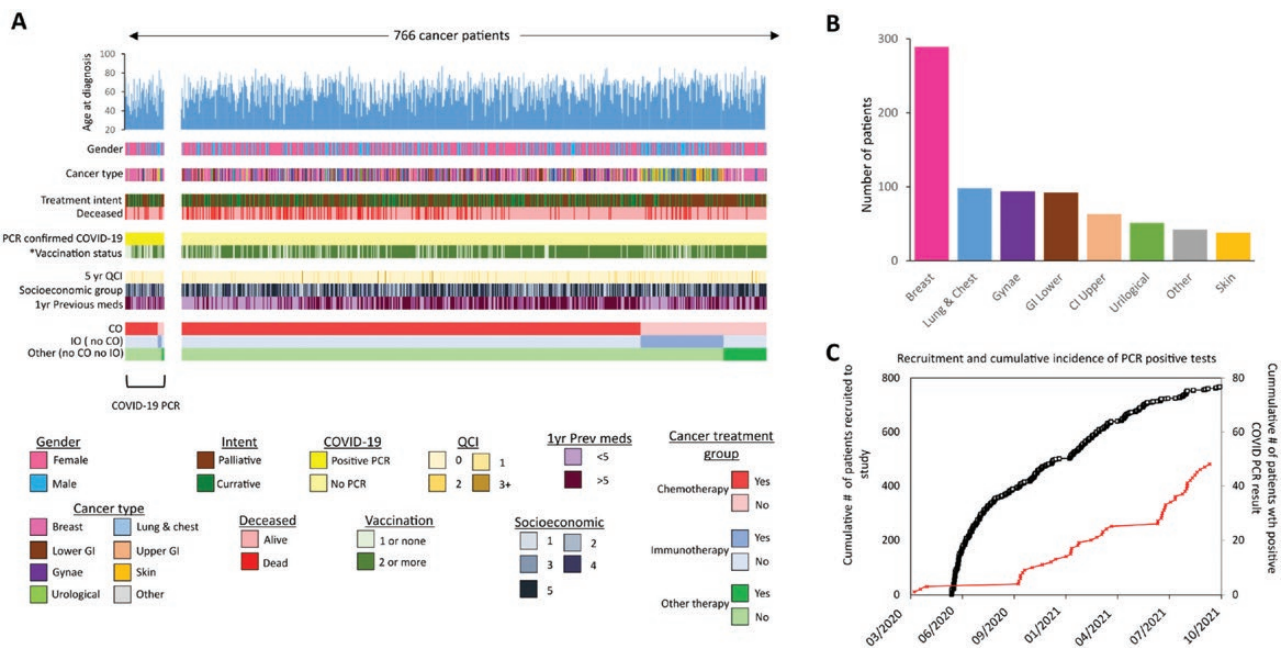 A
766 cancer patients
Age at diagnosis
100
80
60
40
20
Gender
Cancer type
Treatment intent
Deceased
PCR confirmed COVID-19
*Vaccination status
5 yr QCI
Socioeconomic group
1yr Previous meds
CO
IO ( no CO)
Other (no CO no IO)
COVID-19 PCR
Gender
Female
Male
Intent
Palliative
Currative
COVID-19
Positive PCR
No PCR
QCI
0
1
2
3+
1yr Prev meds
<5
>5
Cancer treatment
group
Chemotherapy
Yes
No
Immunotherapy
Yes
No
Other therapy
Yes
No
Cancer type
Breast
Lung & chest
Lower GI
Upper GI
Gynae
Skin
Urological
Other
Deceased
Alive
Dead
Vaccination
1 or none
2 or more
Socioeconomic
1
2
3
4
5
B
Number of patients
300
200
100
0
Breast
Lung & Chest
Gynae
GI Lower
CI Upper
Urilogical
Other
Skin
C
Recruitment and cumulative incidence of PCR positive tests
Cumulative # of patients recruited to
study
800
600
400
200
0
80
60
40
20
0
Cummulative # of patients wth positive
COVID PCR result
03/2020
06/2020
09/2020
01/2021
04/2021
07/2021
10/2021